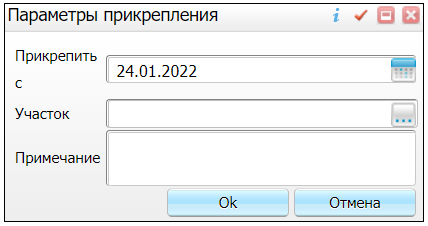 Параметры прикрепления
Прикрепить
с
24.01.2022
Участок
Примечание
Ok
Отмена